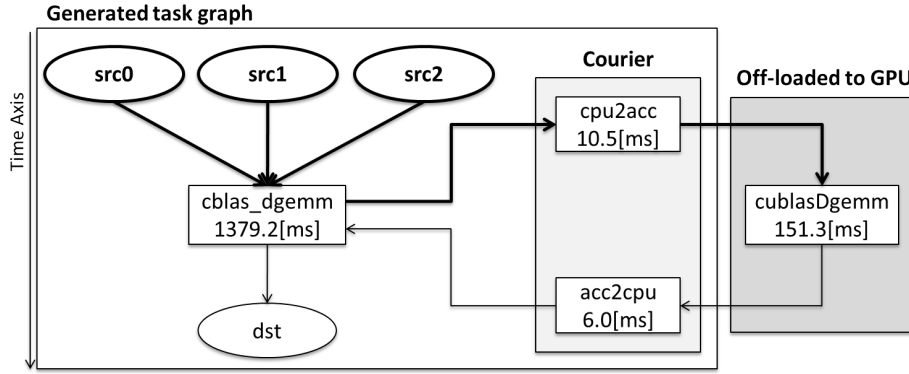 Generated task graph
Time Axis
src0
src1
src2
Courier
Off-loaded to GPU
cpu2acc
10.5[ms]
cblas_dgemm
1379.2[ms]
cublasDgemm
151.3[ms]
acc2cpu
6.0[ms]
dst